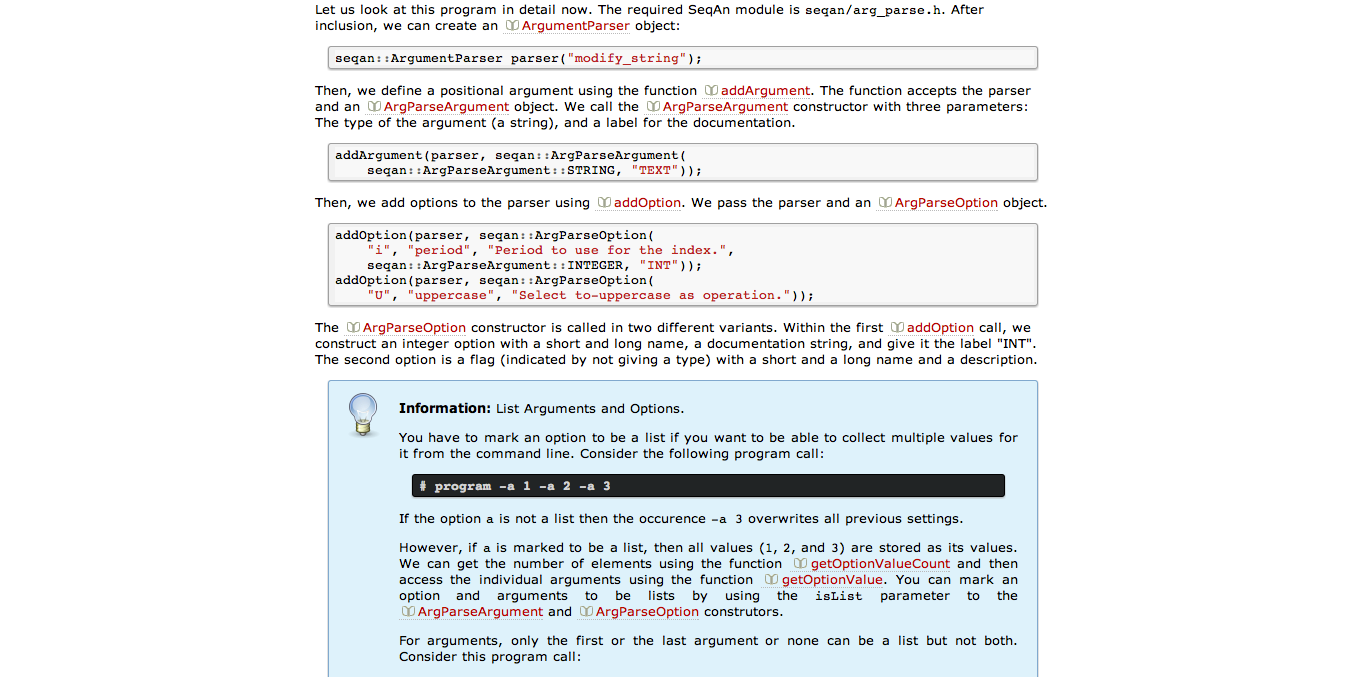 Let us look at this program in detail now. The required SeqAn module is seqan/arg_parse.h. After
inclusion, we can create an ArgumentParser object:
seqan::ArgumentParser parser("modify_string");
Then, we define a positional argument using the function addArgument. The function accepts the parser
and an ArgParseArgument object. We call the ArgParseArgument constructor with three parameters:
The type of the argument (a string), and a label for the documentation.
addArgument(parser, seqan::ArgParseArgument(
    seqan::ArgParseArgument::STRING, "TEXT"));
Then, we add options to the parser using addOption. We pass the parser and an ArgParseOption object.
addOption(parser, seqan::ArgParseOption(
    "i", "period", "Period to use for the index.",
    seqan::ArgParseArgument::INTEGER, "INT"));
addOption(parser, seqan::ArgParseOption(
    "U", "uppercase", "Select to-uppercase as operation."));
The ArgParseOption constructor is called in two different variants. Within the first addOption call, we
construct an integer option with a short and long name, a documentation string, and give it the label "INT".
The second option is a flag (indicated by not giving a type) with a short and a long name and a description.
Information: List Arguments and Options.
You have to mark an option to be a list if you want to be able to collect multiple values for
it from the command line. Consider the following program call:
# program -a 1 -a 2 -a 3
If the option a is not a list then the occurence -a 3 overwrites all previous settings.
However, if a is marked to be a list, then all values (1, 2, and 3) are stored as its values.
We can get the number of elements using the function getOptionValueCount and then
access the individual arguments using the function getOptionValue. You can mark an
option and arguments to be lists by using the isList parameter to the
ArgParseArgument and ArgParseOption construtors.
For arguments, only the first or the last argument or none can be a list but not both.
Consider this program call: